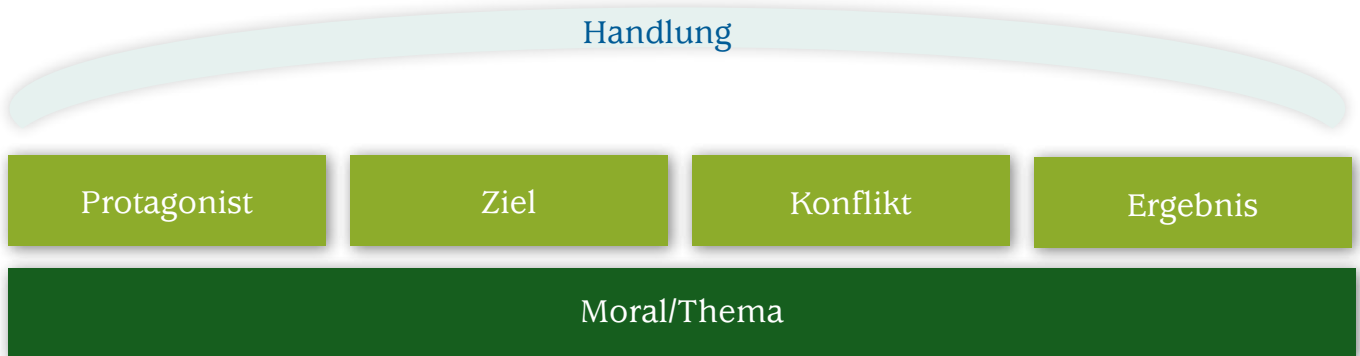 Handlung
Protagonist
Ziel
Konflikt
Ergebnis
Moral/Thema